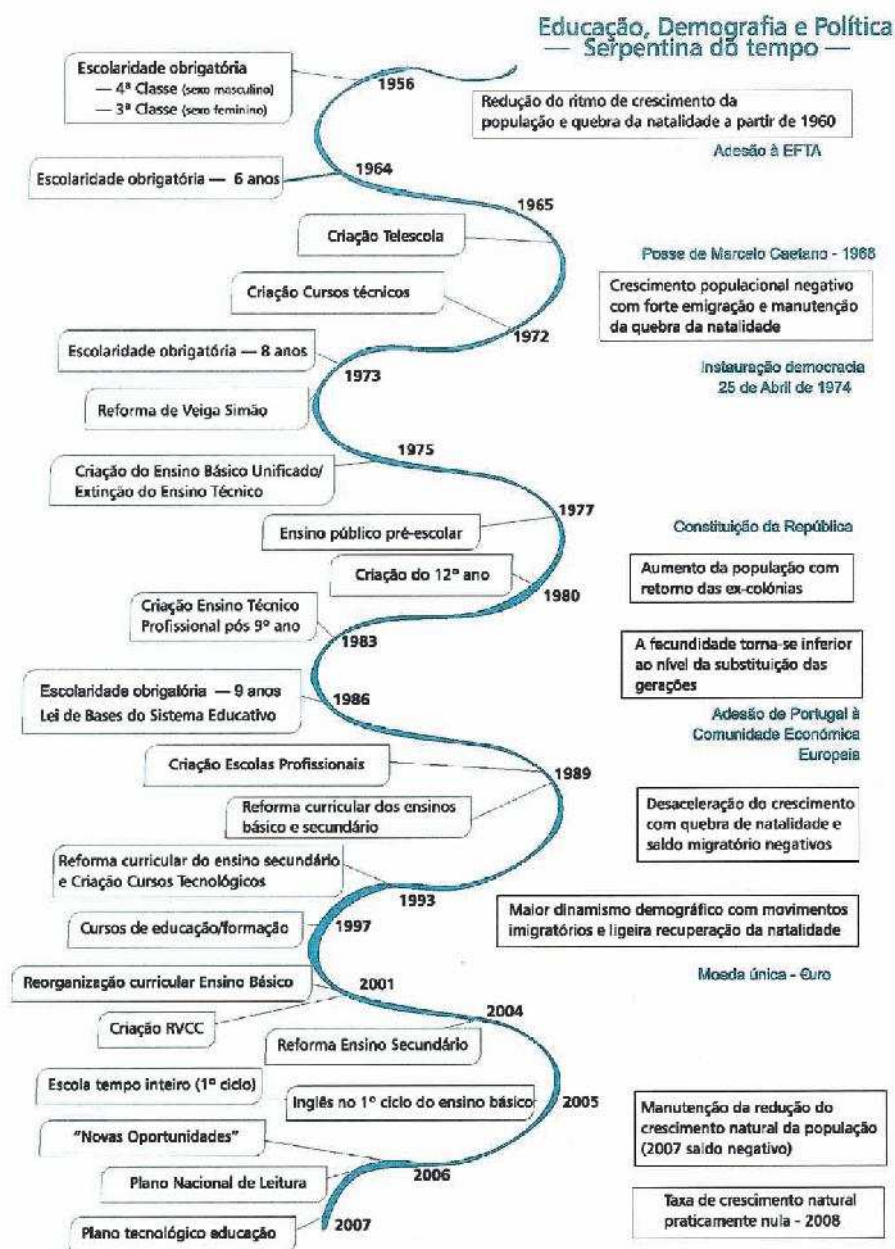 Educação, Demografia e Política
— Serpentina do tempo —
Escolaridade obrigatória
— 4ª Classe (sexo masculino)
— 3ª Classe (sexo feminino)
1956
Redução do ritmo de crescimento da
população e quebra da natalidade a partir de 1960
Adesão à EFTA
Escolaridade obrigatória — 6 anos
1964
1965
Criação Telescola
Posse de Marcelo Caetano - 1968
Criação Cursos técnicos
Crescimento populacional negativo
com forte emigração e manutenção
da quebra da natalidade
1972
Escolaridade obrigatória — 8 anos
1973
Instauração democracia
25 de Abril de 1974
Reforma de Veiga Simão
1975
Criação do Ensino Básico Unificado/
Extinção do Ensino Técnico
1977
Ensino público pré-escolar
Constituição da República
Criação do 12º ano
1980
Aumento da população com
retorno das ex-colónias
Criação Ensino Técnico
Profissional pós 9º ano
1983
A fecundidade torna-se inferior
ao nível da substituição das
gerações
Escolaridade obrigatória — 9 anos
Lei de Bases do Sistema Educativo
1986
Adesão de Portugal à
Comunidade Económica
Europeia
Criação Escolas Profissionais
1989
Reforma curricular dos ensinos
básico e secundário
Desaceleração do crescimento
com quebra de natalidade e
saldo migratório negativos
Reforma curricular do ensino secundário
e Criação Cursos Tecnológicos
1993
Cursos de educação/formação
1997
Maior dinamismo demográfico com movimentos
imigratórios e ligeira recuperação da natalidade
Reorganização curricular Ensino Básico
2001
Moeda única - €uro
Criação RVCC
2004
Reforma Ensino Secundário
Escola tempo inteiro (1º ciclo)
Inglês no 1º ciclo do ensino básico
2005
Manutenção da redução do
crescimento natural da população
(2007 saldo negativo)
"Novas Oportunidades"
2006
Plano Nacional de Leitura
Taxa de crescimento natural
praticamente nula - 2008
Plano tecnológico educação
2007